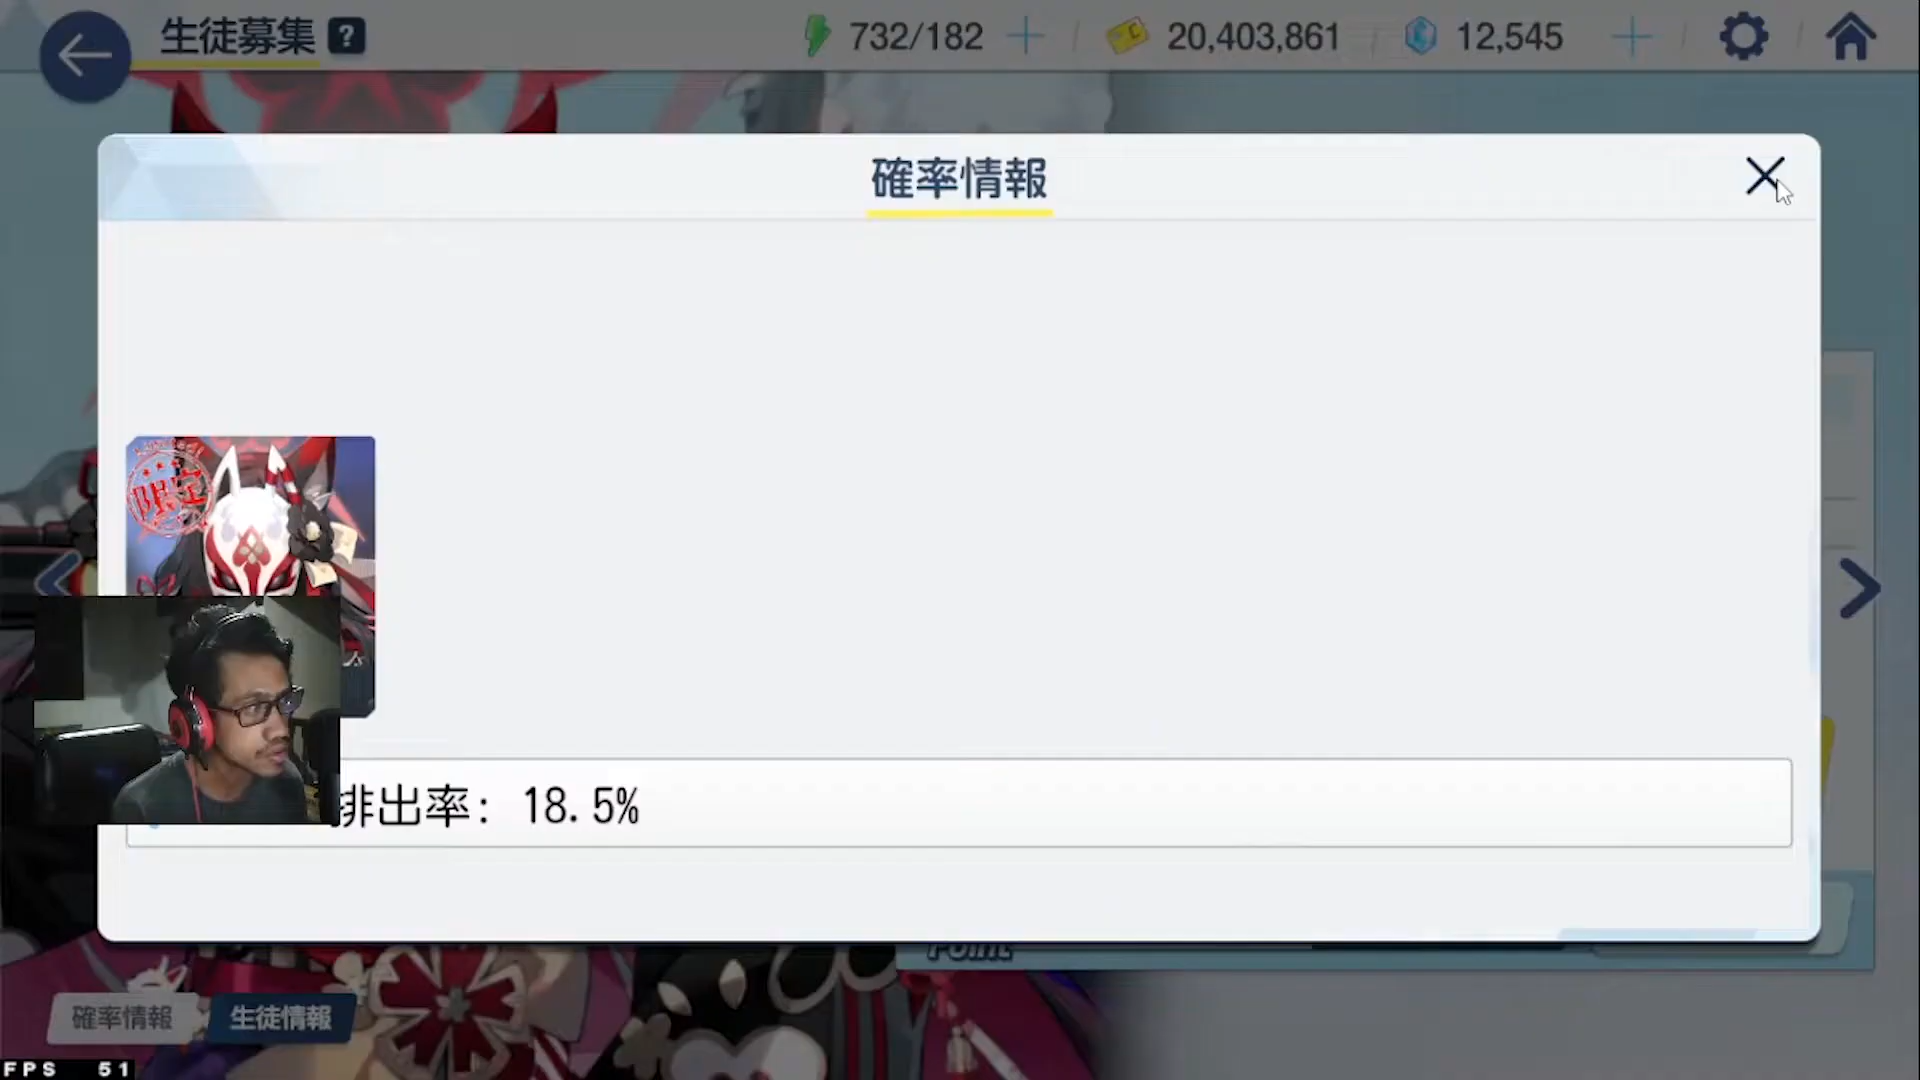 生徒募集 ?
732/182
20,403,861
12,545
確率情報
限定
排出率: 18.5%
Point
確率情報
生徒情報
FPS 51